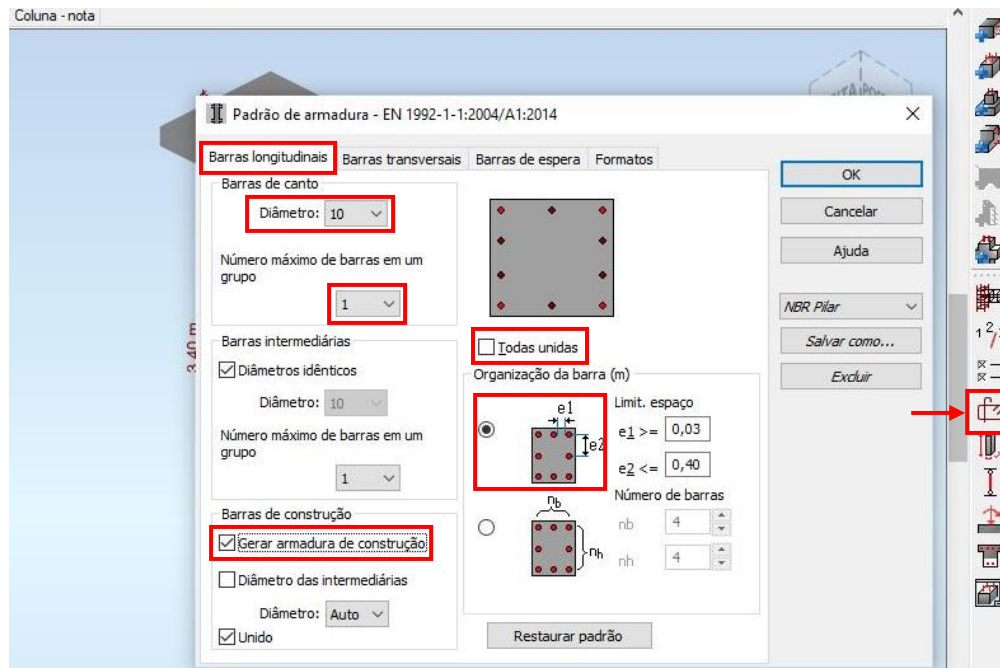 Coluna - nota
Padrão de armadura - EN 1992-1-1:2004/A1:2014
Barras longitudinais
Barras transversais
Barras de espera
Formatos
Barras de canto
Diâmetro: 10
Número máximo de barras em um
grupo
1
Barras intermediárias
Diâmetros idênticos
Diâmetro: 10
Número máximo de barras em um
grupo
1
Barras de construção
Gerar armadura de construção
Diâmetro das intermediárias
Diâmetro: Auto
Unido
Todas unidas
Organização da barra (m)
e1
e2
Limit. espaço
e1 >= 0,03
e2 <= 0,40
Número de barras
nb
nh
nb 4
nh 4
Restaurar padrão
OK
Cancelar
Ajuda
NBR Pilar
Salvar como...
Excluir
3,40 m